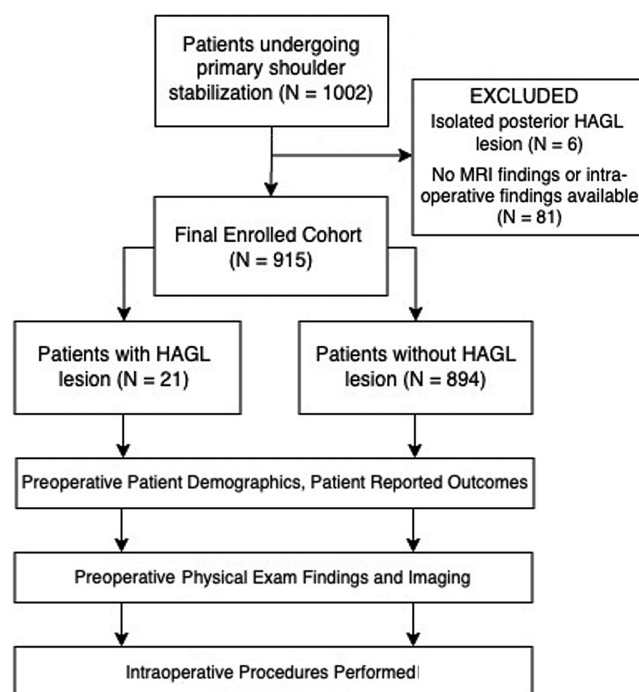 Patients undergoing
primary shoulder
stabilization (N = 1002)
EXCLUDED
Isolated posterior HAGL
lesion (N = 6)
No MRI findings or intra-
operative findings available
(N = 81)
Final Enrolled Cohort
(N = 915)
Patients with HAGL
lesion (N = 21)
Patients without HAGL
lesion (N = 894)
Preoperative Patient Demographics, Patient Reported Outcomes
Preoperative Physical Exam Findings and Imaging
Intraoperative Procedures Performed